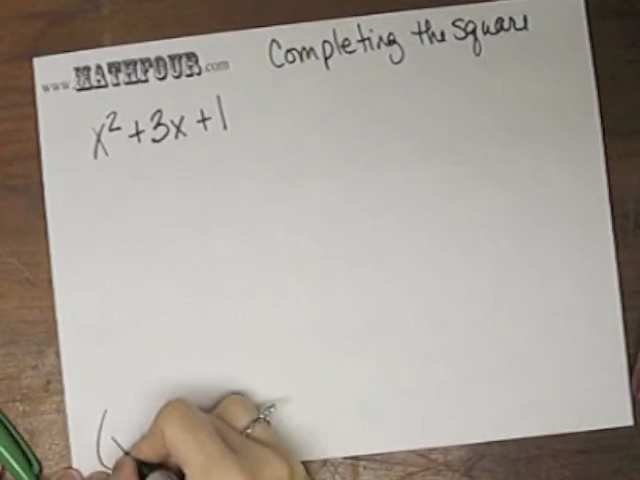 www.MATHFOUR.com
Completing the square
x² + 3x + 1
(